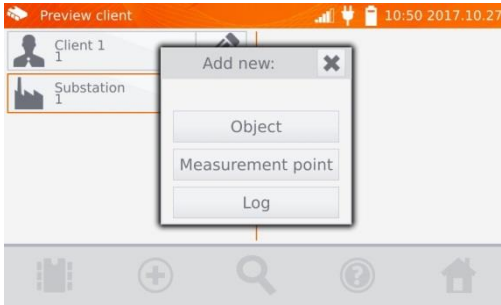 Preview client
10:50 2017.10.27
Client 1
1
Substation
1
Add new:
Object
Measurement point
Log